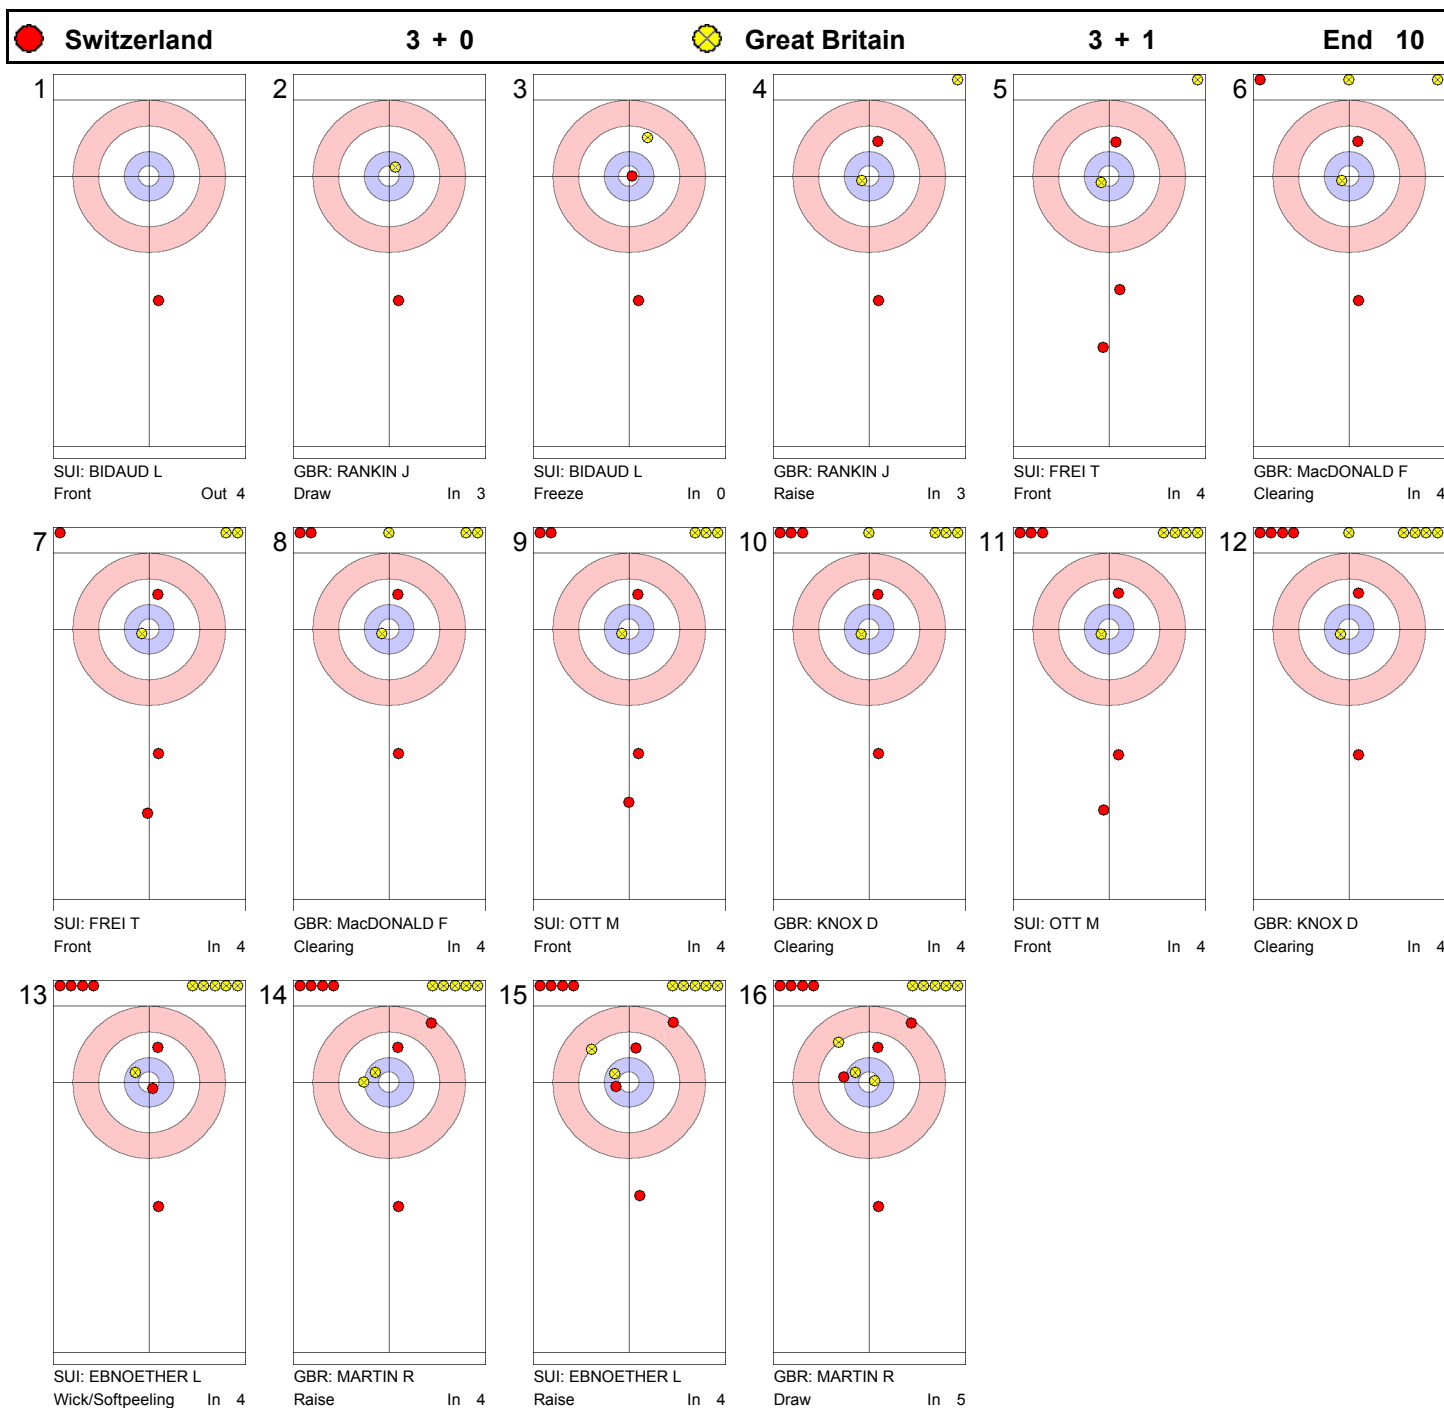 Switzerland 3 + 0 Great Britain 3 + 1 End 10
1 2 3 4 5 6
SUI: BIDAUD L GBR: RANKIN J SUI: BIDAUD L GBR: RANKIN J SUI: FREI T GBR: MacDONALD F
Front Out 4 Draw In 3 Freeze In 0 Raise In 3 Front In 4 Clearing In 4
7 8 9 10 11 12
SUI: FREI T GBR: MacDONALD F SUI: OTT M GBR: KNOX D SUI: OTT M GBR: KNOX D
Front In 4 Clearing In 4 Front In 4 Clearing In 4 Front In 4 Clearing In 4
13 14 15 16
SUI: EBNOETHER L GBR: MARTIN R SUI: EBNOETHER L GBR: MARTIN R
Wick/Softpeeling In 4 Raise In 4 Raise In 4 Draw In 5